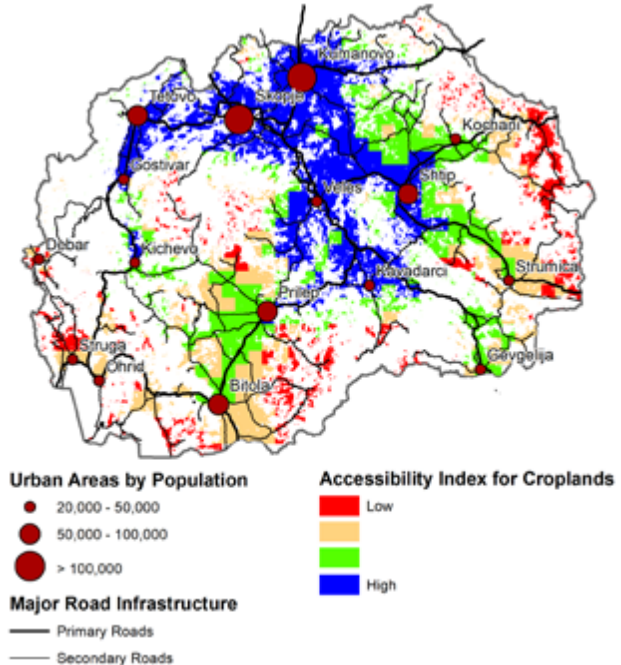 Kumanovo
Tetovo
Skopje
Kochani
Gostivar
Shtip
Veles
Debar
Kichevo
Kavadarci
Strumica
Prilep
Struga
Ohrid
Gevgelija
Bitola
Urban Areas by Population
20,000 - 50,000
50,000 - 100,000
> 100,000
Major Road Infrastructure
Primary Roads
Secondary Roads
Accessibility Index for Croplands
Low
High